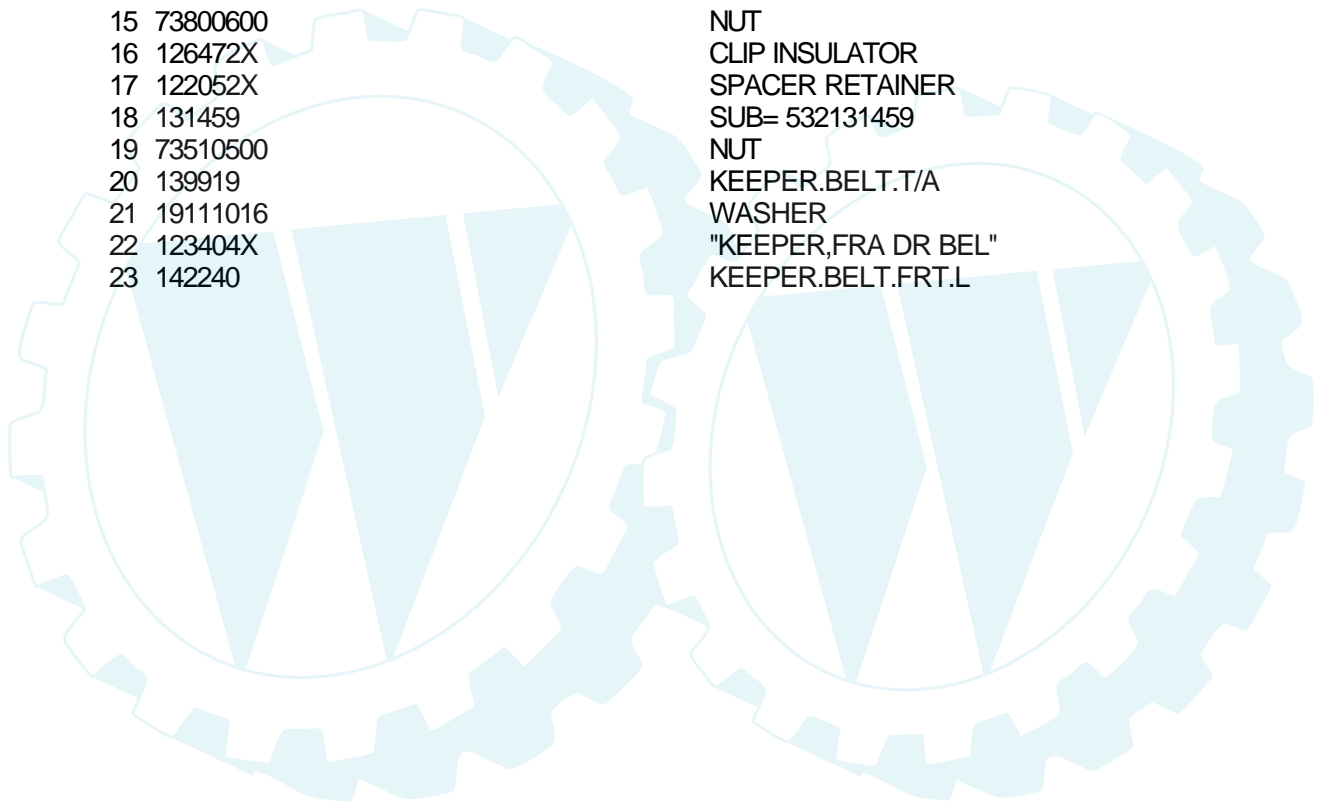 15 73800600 NUT
16 126472X CLIP INSULATOR
17 122052X SPACER RETAINER
18 131459 SUB= 532131459
19 73510500 NUT
20 139919 KEEPER.BELT.T/A
21 19111016 WASHER
22 123404X "KEEPER,FRA DR BEL"
23 142240 KEEPER.BELT.FRT.L